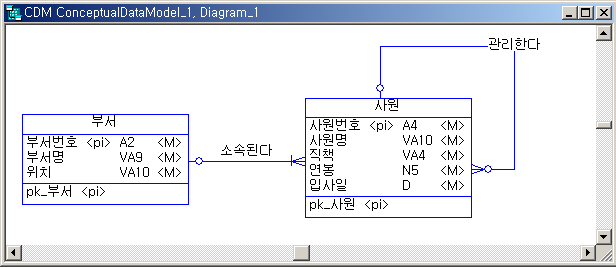 CDM ConceptualDataModel_1, Diagram_1
관리한다
부서
부서번호 <pi> A2 <M>
부서명 VA9 <M>
위치 VA10 <M>
pk_부서 <pi>
소속된다
사원
사원번호 <pi> A4 <M>
사원명 VA10 <M>
직책 VA4 <M>
연봉 N5 <M>
입사일 D <M>
pk_사원 <pi>